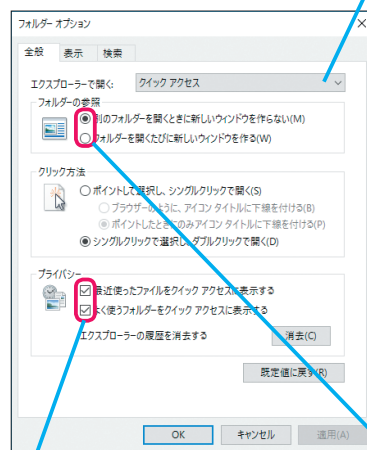 フォルダー オプション
全般 表示 検索
エクスプローラーで開く: クイック アクセス
フォルダーの参照
別のフォルダーを開くときに新しいウィンドウを作らない(M)
フォルダーを開くたびに新しいウィンドウを作る(W)
クリック方法
ポイントして選択し、シングルクリックで開く(S)
ブラウザーのように、アイコン タイトルに下線を付ける(B)
ポイントしたときにのみアイコン タイトルに下線を付ける(P)
シングルクリックで選択し、ダブルクリックで開く(D)
プライバシー
最近使ったファイルをクイック アクセスに表示する
よく使うフォルダーをクイック アクセスに表示する
エクスプローラーの履歴を消去する 消去(C)
既定値に戻す(R)
OK キャンセル 適用(A)